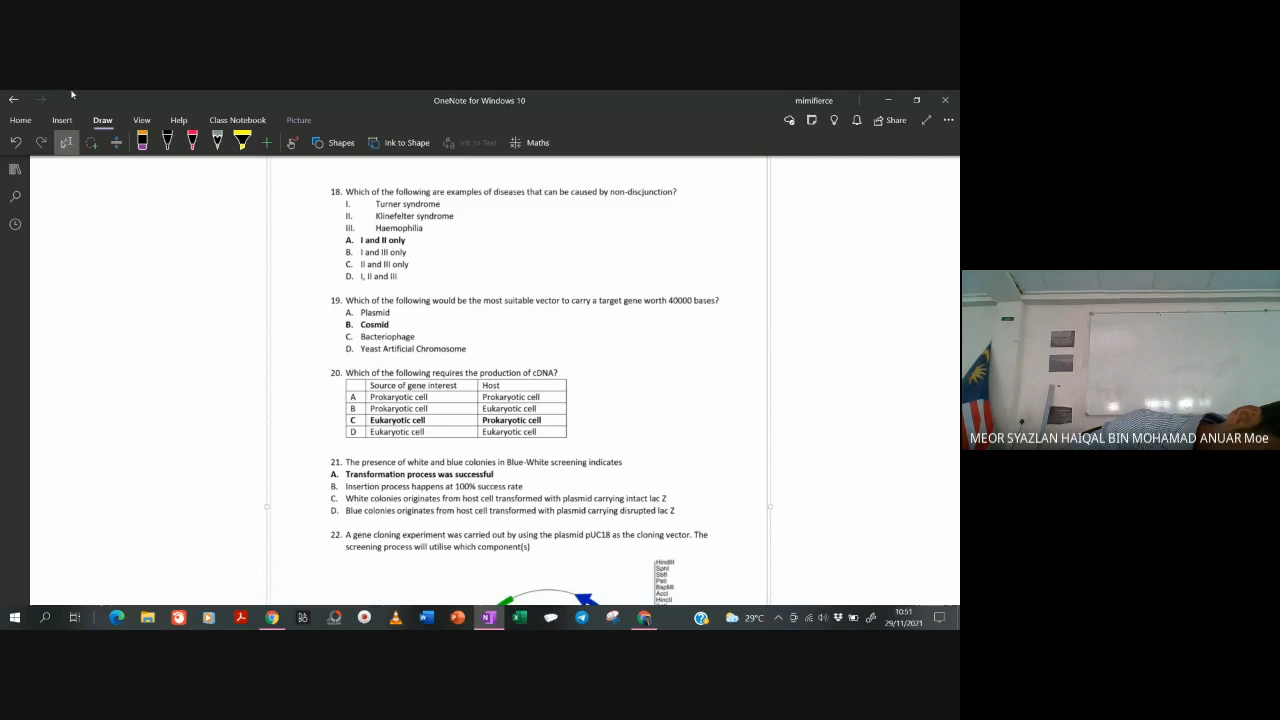 OneNote for Windows 10
mimifierce
Home Insert Draw View Help Class Notebook Picture
Share
Shapes Ink to Shape Ink to Text Maths
18. Which of the following are examples of diseases that can be caused by non-discjunction?
I. Turner syndrome
II. Klinefelter syndrome
III. Haemophilia
A. I and II only
B. I and III only
C. II and III only
D. I, II and III
19. Which of the following would be the most suitable vector to carry a target gene worth 40000 bases?
A. Plasmid
B. Cosmid
C. Bacteriophage
D. Yeast Artificial Chromosome
20. Which of the following requires the production of cDNA?
Source of gene interest Host
A Prokaryotic cell Prokaryotic cell
B Prokaryotic cell Eukaryotic cell
C Eukaryotic cell Prokaryotic cell
D Eukaryotic cell Eukaryotic cell
21. The presence of white and blue colonies in Blue-White screening indicates
A. Transformation process was successful
B. Insertion process happens at 100% success rate
C. White colonies originates from host cell transformed with plasmid carrying intact lac Z
D. Blue colonies originates from host cell transformed with plasmid carrying disrupted lac Z
22. A gene cloning experiment was carried out by using the plasmid pUC18 as the cloning vector. The
screening process will utilise which component(s)
HindIII
SphI
SbfI
PstI
BspMI
AccI
HincII
29°C
10:51
29/11/2021
MEOR SYAZLAN HAIQAL BIN MOHAMAD ANUAR Moe